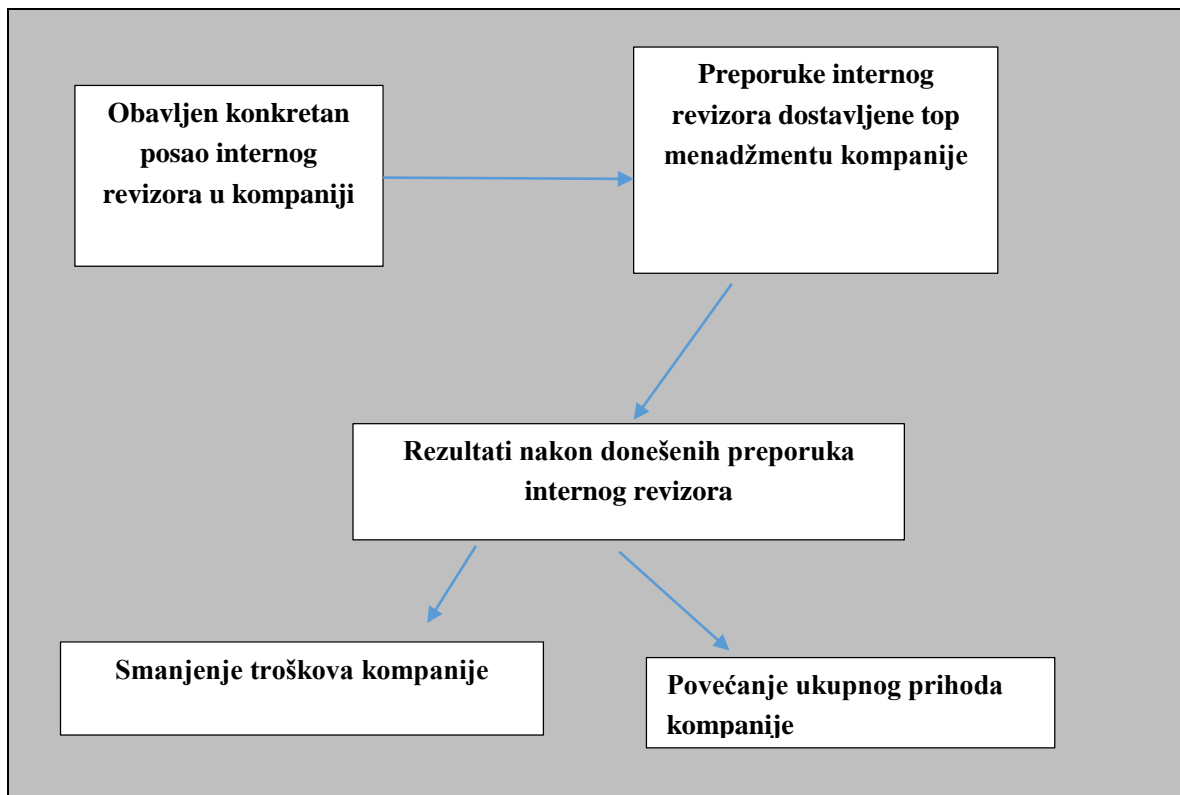 Obavljen konkretan
posao internog
revizora u kompaniji
Preporuke internog
revizora dostavljene top
menadžmentu kompanije
Rezultati nakon donešenih preporuka
internog revizora
Smanjenje troškova kompanije
Povećanje ukupnog prihoda
kompanije